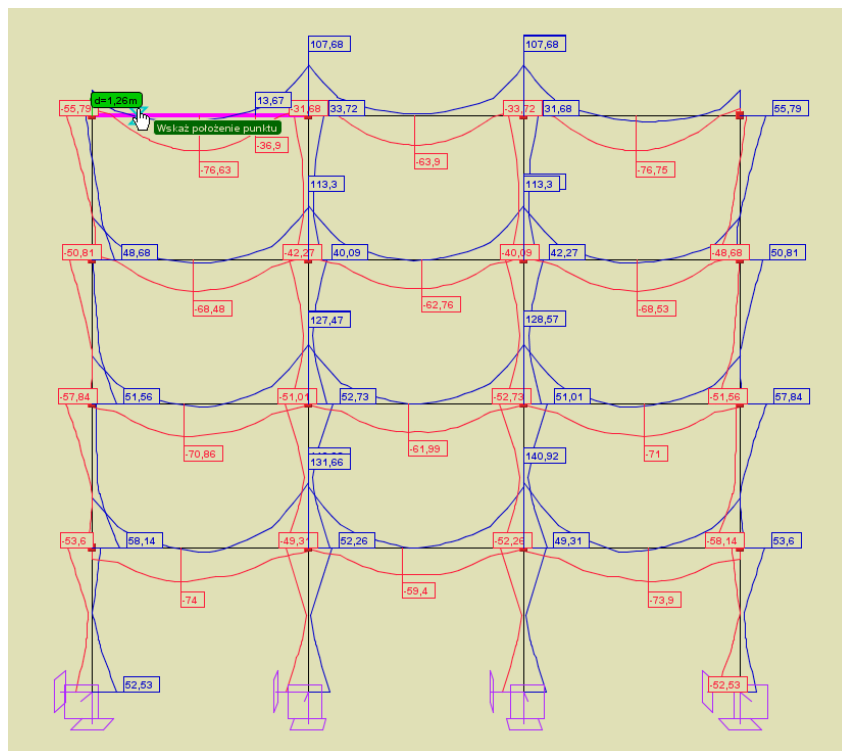 107,68 107,68
d=1,26m
-55,79 13,67 -31,68 33,72 -33,72 31,68 55,79
Wskaż położenie punktu
-36,9
-76,63 -63,9 -76,75
113,3 113,3
-50,81 48,68 -42,27 40,09 -40,09 42,27 -48,68 50,81
-68,48 -62,76 -68,53
127,47 128,57
-57,84 51,56 -51,01 52,73 -52,73 51,01 -51,56 57,84
-70,86 -61,99 -71
131,66 140,92
-53,6 58,14 -49,31 52,26 -52,26 49,31 -58,14 53,6
-74 -59,4 -73,9
52,53 -52,53